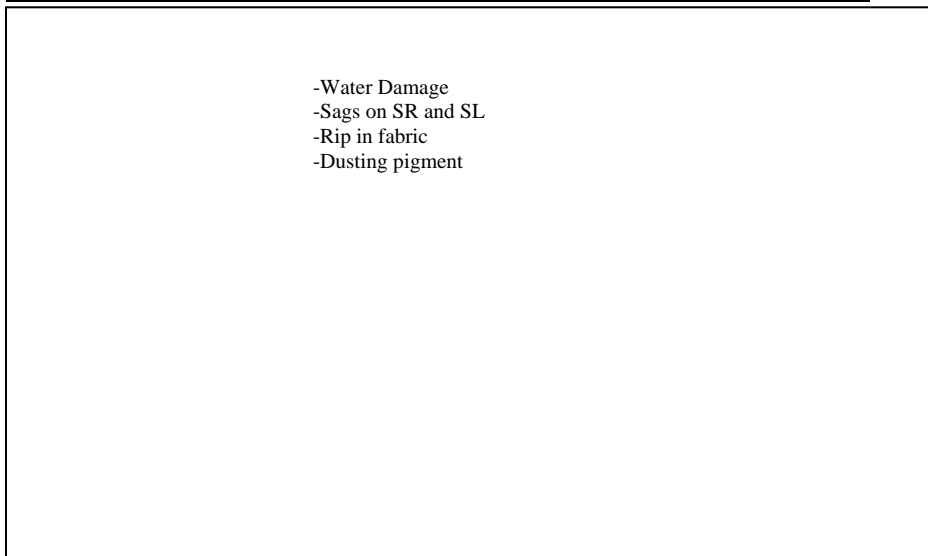 -Water Damage
-Sags on SR and SL
-Rip in fabric
-Dusting pigment